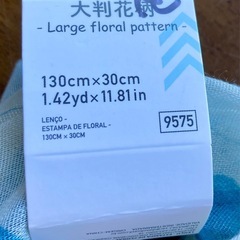 大判花柄
- Large floral pattern -
130cm×30cm
1.42yd×11.81in
LENÇO -
ESTAMPA DE FLORAL -
130CM × 30CM
9575